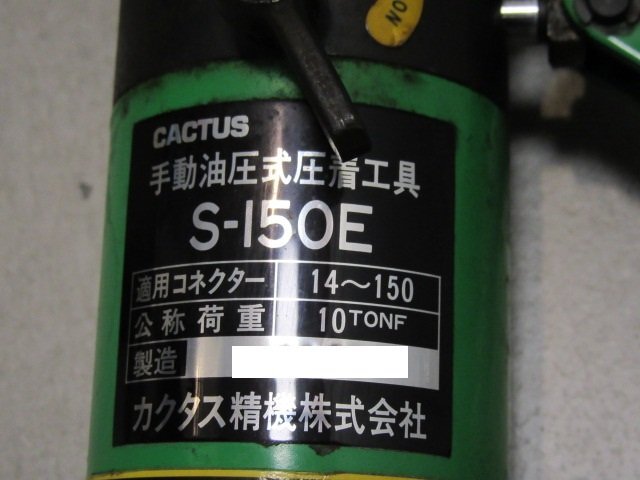 ON
CACTUS
手動油圧式圧着工具
S-150E
適用コネクター 14～150
公称荷重 10TONF
製造
カクタス精機株式会社